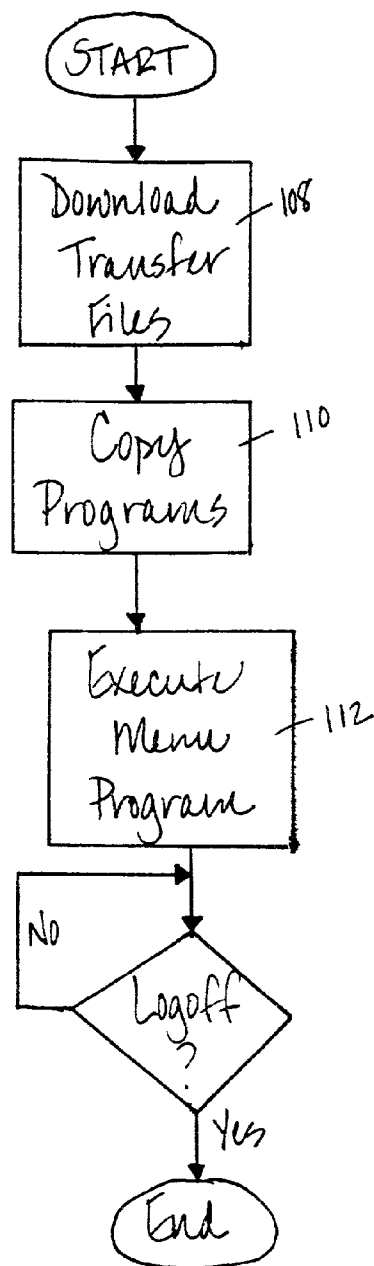 START
Download
Transfer
Files
108
Copy
Programs
110
Execute
Menu
Program
112
No
Logoff
?
Yes
End